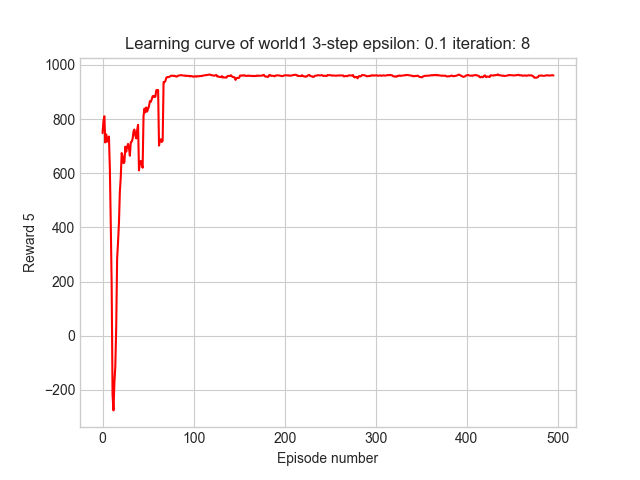 Learning curve of world1 3-step epsilon: 0.1 iteration: 8
1000
800
600
400
200
0
−200
Reward 5
0 100 200 300 400 500
Episode number